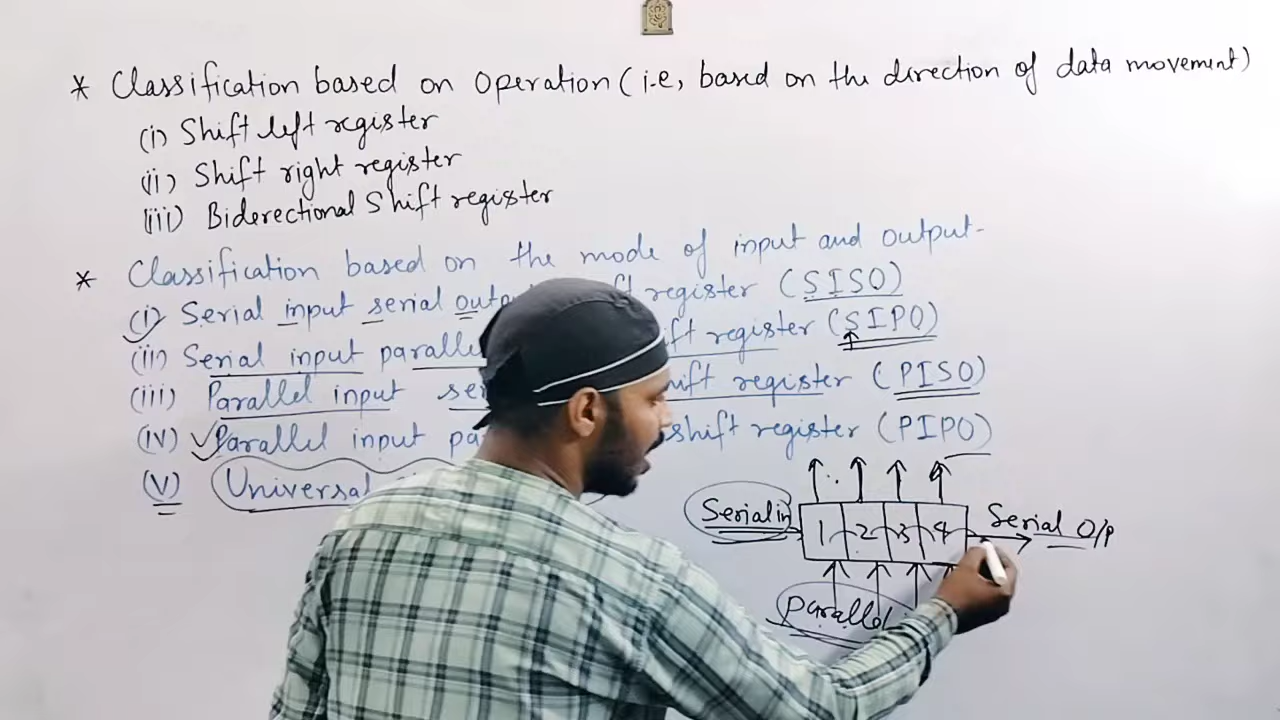 * Classification based on Operation (i.e, based on the direction of data movement)
(i) Shift left register
(ii) Shift right register
(iii) Biderectional Shift register
* Classification based on the mode of input and output-
(i) Serial input serial register (SISO)
(ii) Serial input register (SIPO)
(iii) Parallel input shift register (PISO)
(iv) Parallel input shift register (PIPO)
(v) Universal
Serial in 1 2 3 4 Serial O/P
Parallel